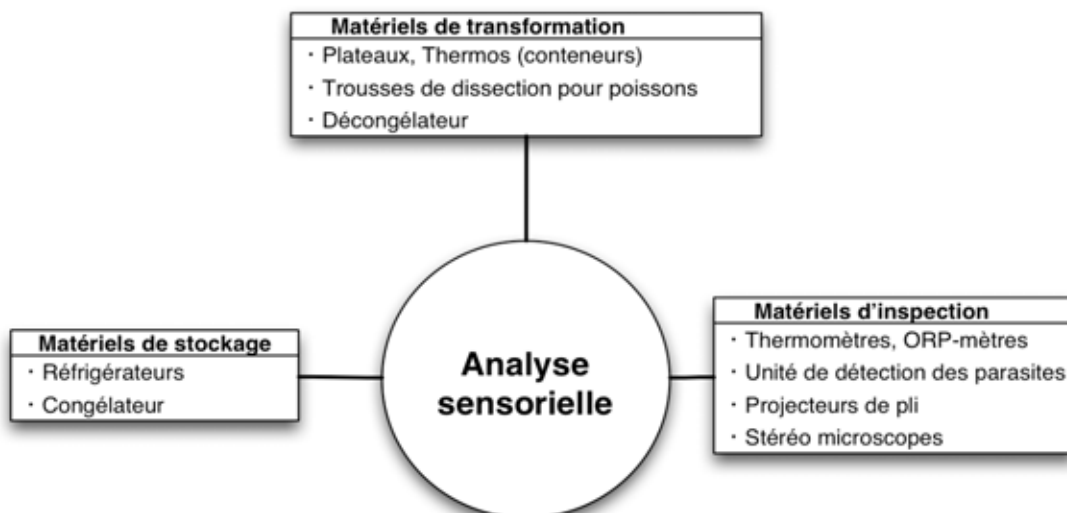 Matériels de transformation
· Plateaux, Thermos (conteneurs)
· Trousses de dissection pour poissons
· Décongélateur
Matériels de stockage
· Réfrigérateurs
· Congélateur
Analyse
sensorielle
Matériels d'inspection
· Thermomètres, ORP-mètres
· Unité de détection des parasites
· Projecteurs de pli
· Stéréo microscopes